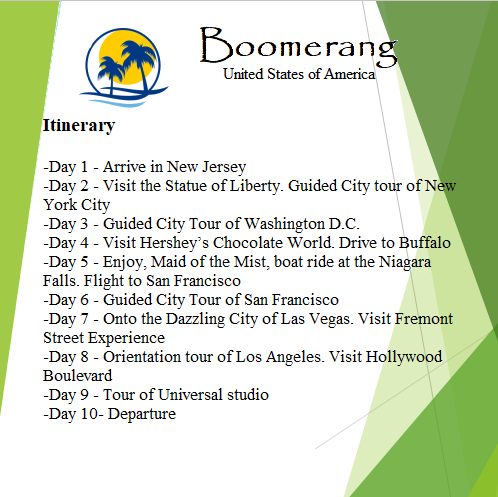 Boomerang
United States of America
Itinerary
-Day 1 - Arrive in New Jersey
-Day 2 - Visit the Statue of Liberty. Guided City tour of New
York City
-Day 3 - Guided City Tour of Washington D.C.
-Day 4 - Visit Hershey’s Chocolate World. Drive to Buffalo
-Day 5 - Enjoy, Maid of the Mist, boat ride at the Niagara
Falls. Flight to San Francisco
-Day 6 - Guided City Tour of San Francisco
-Day 7 - Onto the Dazzling City of Las Vegas. Visit Fremont
Street Experience
-Day 8 - Orientation tour of Los Angeles. Visit Hollywood
Boulevard
-Day 9 - Tour of Universal studio
-Day 10- Departure